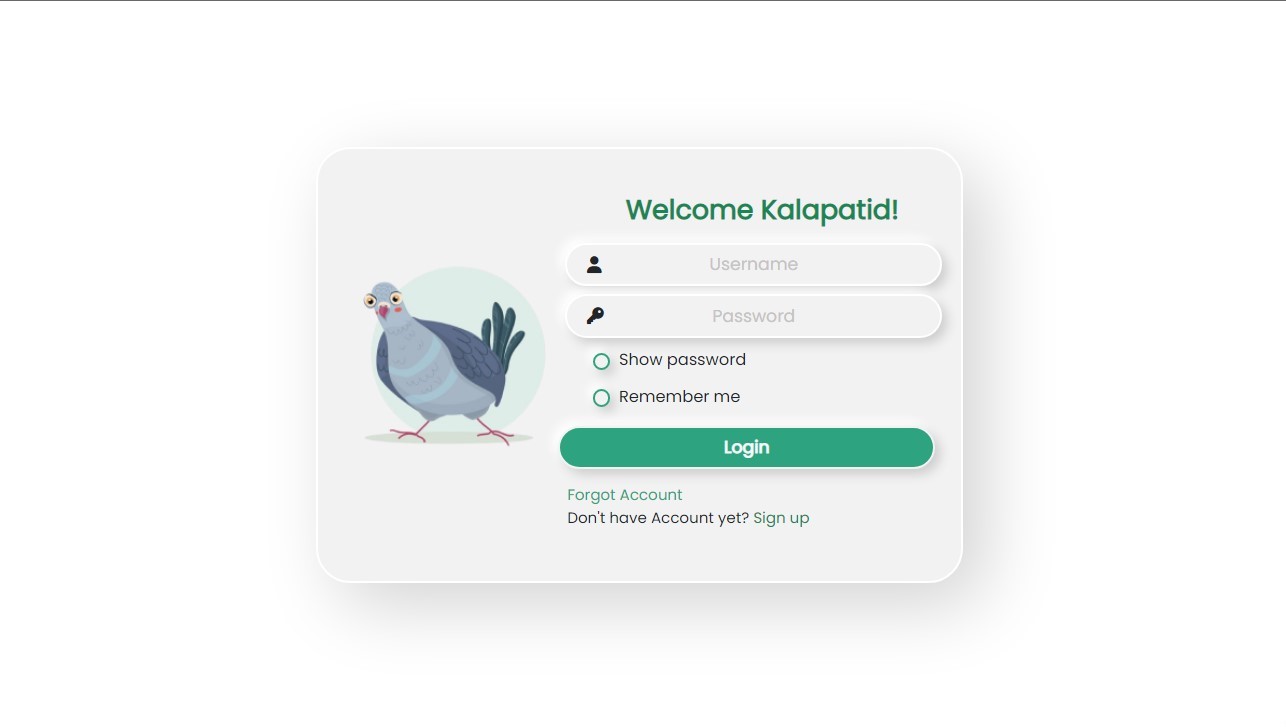 Welcome Kalapatid!
Username
Password
Show password
Remember me
Login
Forgot Account
Don't have Account yet? Sign up